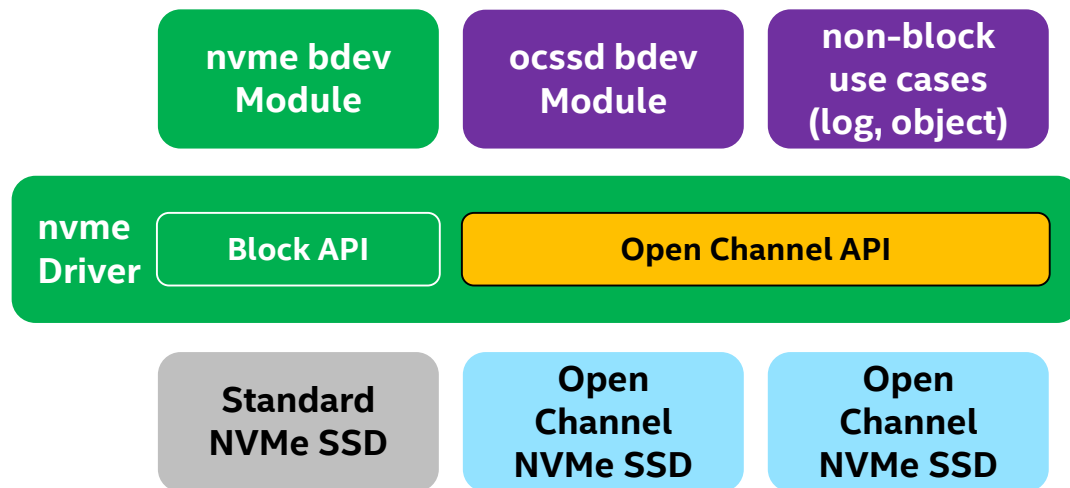 nvme bdev
Module
ocssd bdev
Module
non-block
use cases
(log, object)
nvme
Driver
Block API
Open Channel API
Standard
NVMe SSD
Open
Channel
NVMe SSD
Open
Channel
NVMe SSD